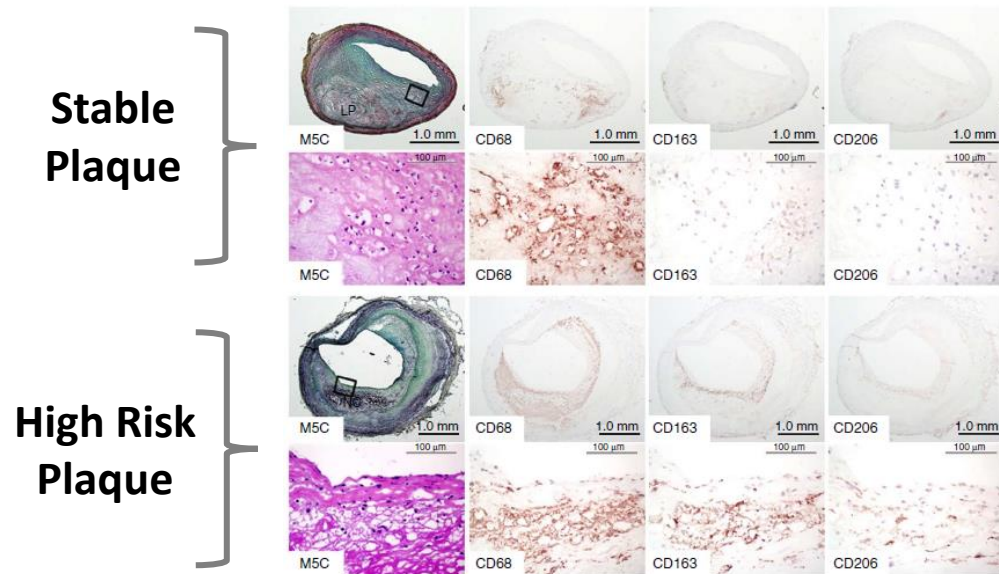 Stable
Plaque
LP
M5C 1.0 mm CD68 1.0 mm CD163 1.0 mm CD206 1.0 mm
100 μm 100 μm 100 μm 100 μm
M5C CD68 CD163 CD206
High Risk
Plaque
M5C 1.0 mm CD68 1.0 mm CD163 1.0 mm CD206 1.0 mm
100 μm 100 μm 100 μm 100 μm
M5C CD68 CD163 CD206